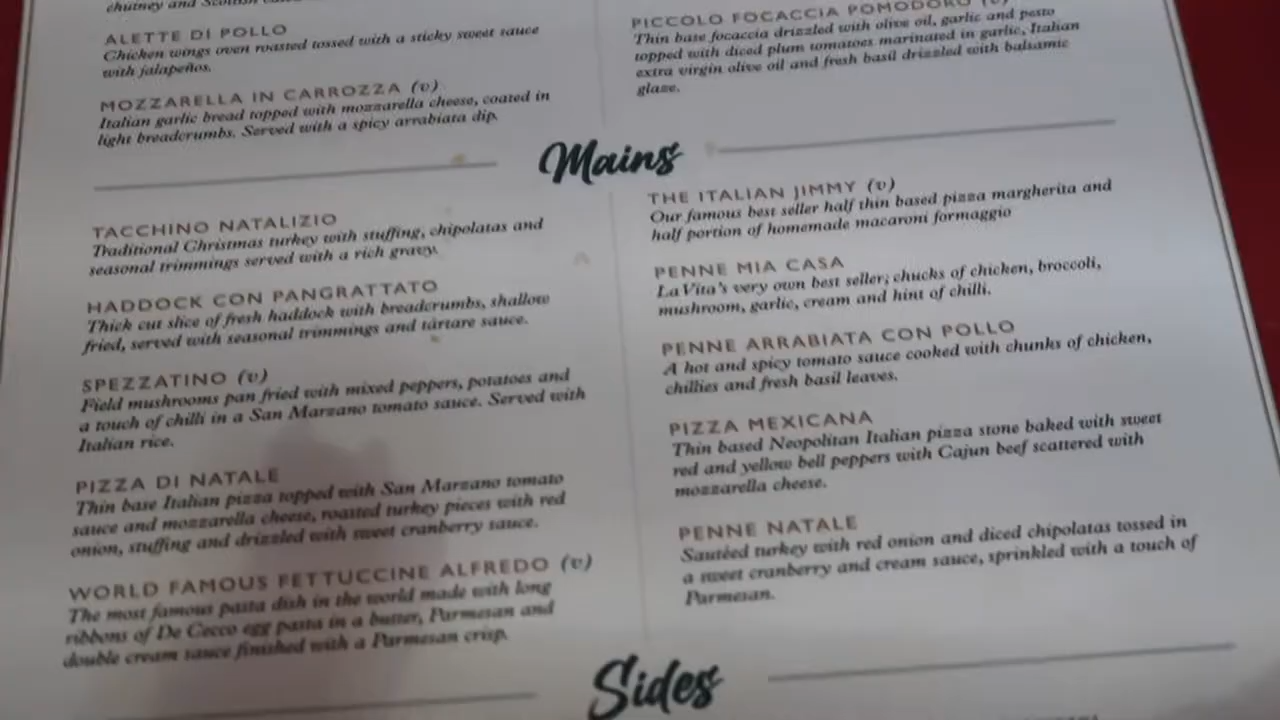 chutney and Scottish
ALETTE DI POLLO
Chicken wings oven roasted tossed with a sticky sweet sauce
with jalapeños.
MOZZARELLA IN CARROZZA (v)
Italian garlic bread topped with mozzarella cheese, coated in
light breadcrumbs. Served with a spicy arrabiata dip.
PICCOLO FOCACCIA POMODORO (v)
Thin base focaccia drizzled with olive oil, garlic and pesto
topped with diced plum tomatoes marinated in garlic, Italian
extra virgin olive oil and fresh basil drizzled with balsamic
glaze.
Mains
TACCHINO NATALIZIO
Traditional Christmas turkey with stuffing, chipolatas and
seasonal trimmings served with a rich gravy.
HADDOCK CON PANGRATTATO
Thick cut slice of fresh haddock with breadcrumbs, shallow
fried, served with seasonal trimmings and tartare sauce.
SPEZZATINO (v)
Field mushrooms pan fried with mixed peppers, potatoes and
a touch of chilli in a San Marzano tomato sauce. Served with
Italian rice.
PIZZA DI NATALE
Thin base Italian pizza topped with San Marzano tomato
sauce and mozzarella cheese, roasted turkey pieces with red
onion, stuffing and drizzled with sweet cranberry sauce.
WORLD FAMOUS FETTUCCINE ALFREDO (v)
The most famous pasta dish in the world made with long
ribbons of De Cecco egg pasta in a butter, Parmesan and
double cream sauce finished with a Parmesan crisp.
THE ITALIAN JIMMY (v)
Our famous best seller half thin based pizza margherita and
half portion of homemade macaroni formaggio
PENNE MIA CASA
La Vita's very own best seller; chucks of chicken, broccoli,
mushroom, garlic, cream and hint of chilli.
PENNE ARRABIATA CON POLLO
A hot and spicy tomato sauce cooked with chunks of chicken,
chillies and fresh basil leaves.
PIZZA MEXICANA
Thin based Neopolitan Italian pizza stone baked with sweet
red and yellow bell peppers with Cajun beef scattered with
mozzarella cheese.
PENNE NATALE
Sautéed turkey with red onion and diced chipolatas tossed in
a sweet cranberry and cream sauce, sprinkled with a touch of
Parmesan.
Sides